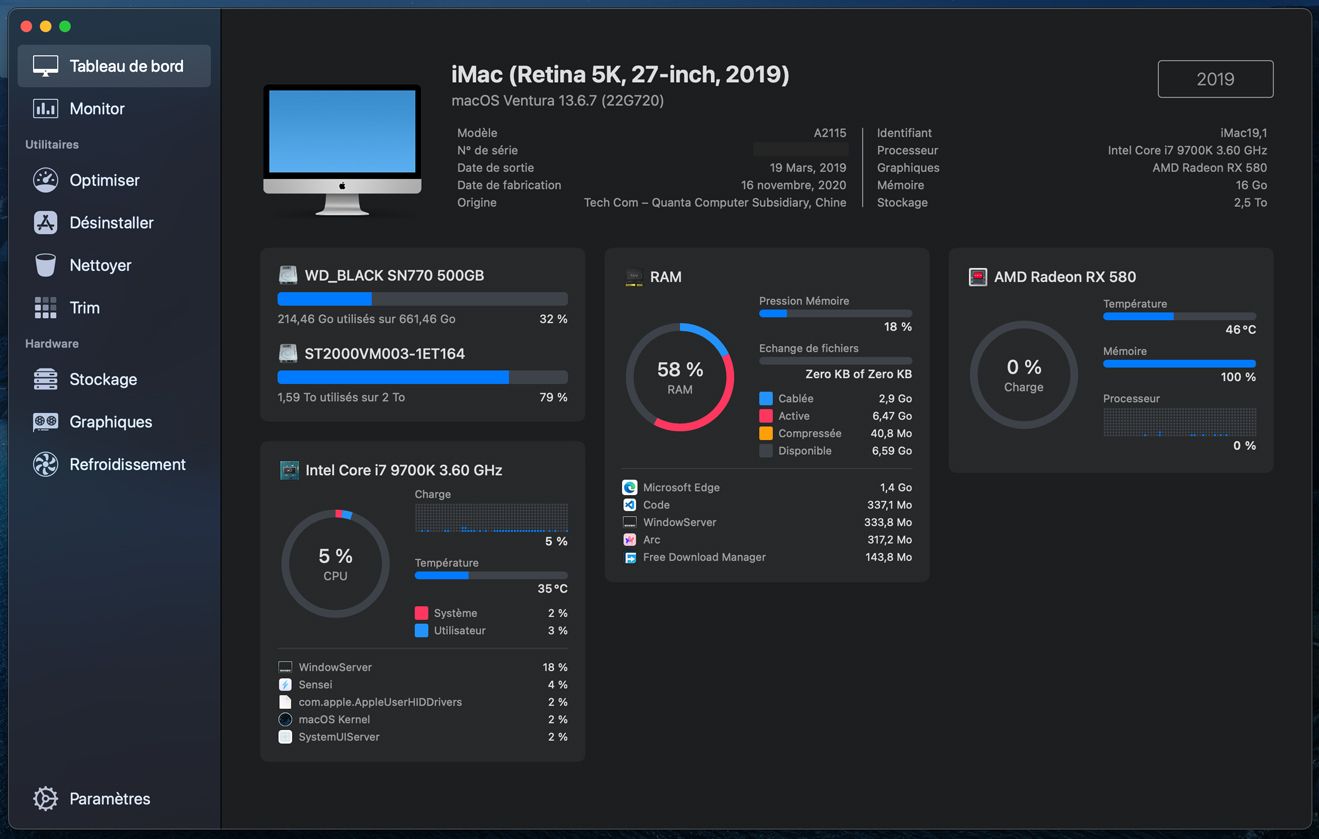 Tableau de bord
Monitor
Utilitaires
Optimiser
Désinstaller
Nettoyer
Trim
Hardware
Stockage
Graphiques
Refroidissement
Paramètres
iMac (Retina 5K, 27-inch, 2019)
macOS Ventura 13.6.7 (22G720)
2019
Modèle A2115
N° de série
Date de sortie 19 Mars, 2019
Date de fabrication 16 novembre, 2020
Origine Tech Com – Quanta Computer Subsidiary, Chine
Identifiant iMac19,1
Processeur Intel Core i7 9700K 3.60 GHz
Graphiques AMD Radeon RX 580
Mémoire 16 Go
Stockage 2,5 To
WD_BLACK SN770 500GB
214,46 Go utilisés sur 661,46 Go 32 %
ST2000VM003-1ET164
1,59 To utilisés sur 2 To 79 %
Intel Core i7 9700K 3.60 GHz
5 %
CPU
Charge
5 %
Température
35°C
Système 2 %
Utilisateur 3 %
WindowServer 18 %
Sensei 4 %
com.apple.AppleUserHIDDrivers 2 %
macOS Kernel 2 %
SystemUIServer 2 %
RAM
58 %
RAM
Pression Mémoire
18 %
Echange de fichiers
Zero KB of Zero KB
Cablée 2,9 Go
Active 6,47 Go
Compressée 40,8 Mo
Disponible 6,59 Go
Microsoft Edge 1,4 Go
Code 337,1 Mo
WindowServer 333,8 Mo
Arc 317,2 Mo
Free Download Manager 143,8 Mo
AMD Radeon RX 580
0 %
Charge
Température
46°C
Mémoire
100 %
Processeur
0 %